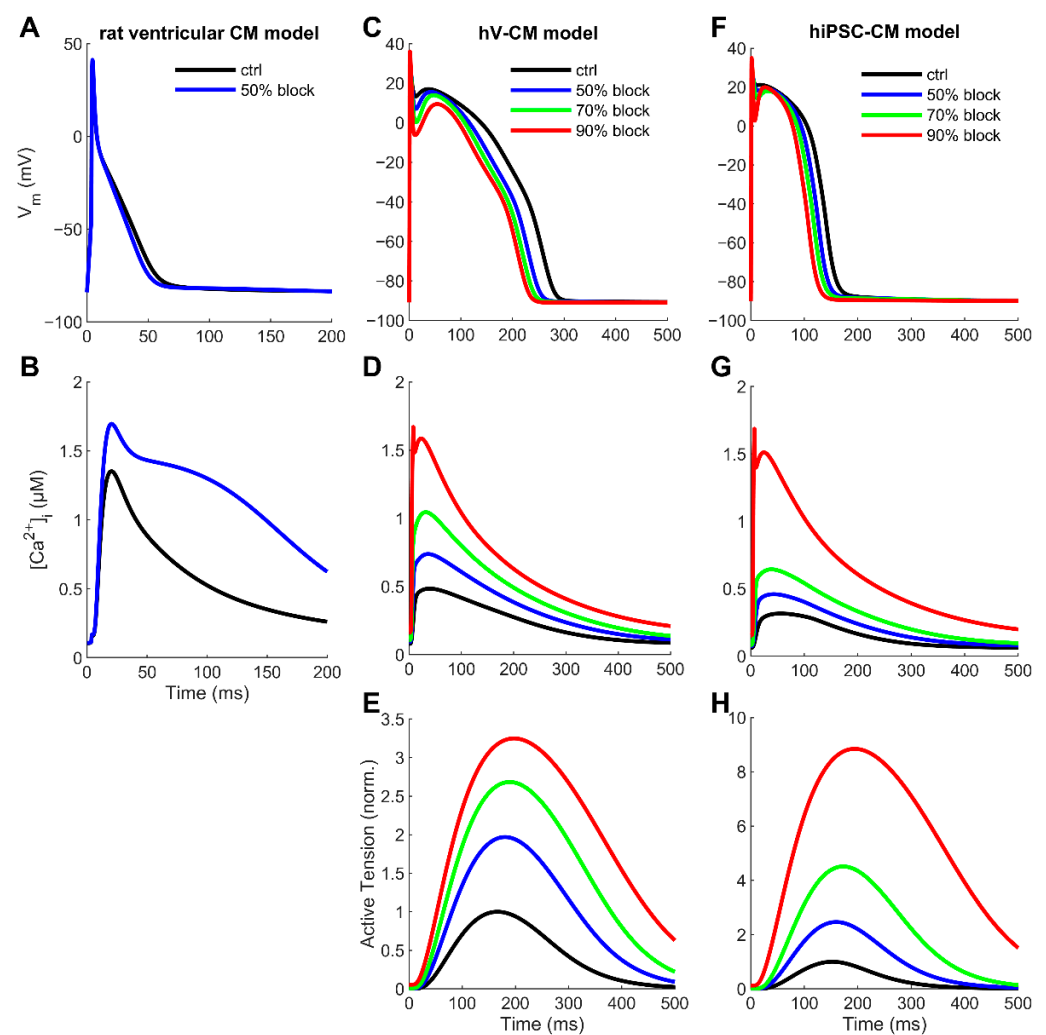 A
rat ventricular CM model
ctrl
50% block
50
0
−50
−100
V_m (mV)
0 50 100 150 200
B
2
1.5
1
0.5
0
[Ca²⁺]ᵢ (µM)
0 50 100 150 200
Time (ms)
C
hV-CM model
ctrl
50% block
70% block
90% block
40
20
0
−20
−40
−60
−80
−100
0 100 200 300 400 500
D
2
1.5
1
0.5
0
0 100 200 300 400 500
E
3.5
3
2.5
2
1.5
1
0.5
0
Active Tension (norm.)
0 100 200 300 400 500
Time (ms)
F
hiPSC-CM model
ctrl
50% block
70% block
90% block
40
20
0
−20
−40
−60
−80
−100
0 100 200 300 400 500
G
2
1.5
1
0.5
0
0 100 200 300 400 500
H
10
8
6
4
2
0
0 100 200 300 400 500
Time (ms)